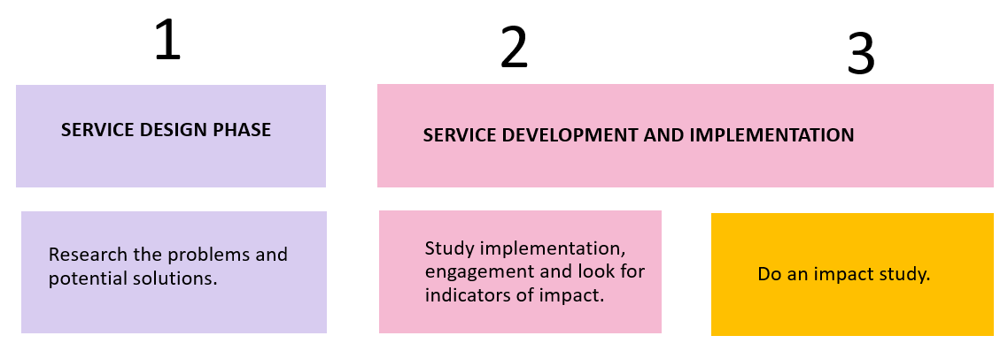 1
2
3
SERVICE DESIGN PHASE
SERVICE DEVELOPMENT AND IMPLEMENTATION
Research the problems and
potential solutions.
Study implementation,
engagement and look for
indicators of impact.
Do an impact study.